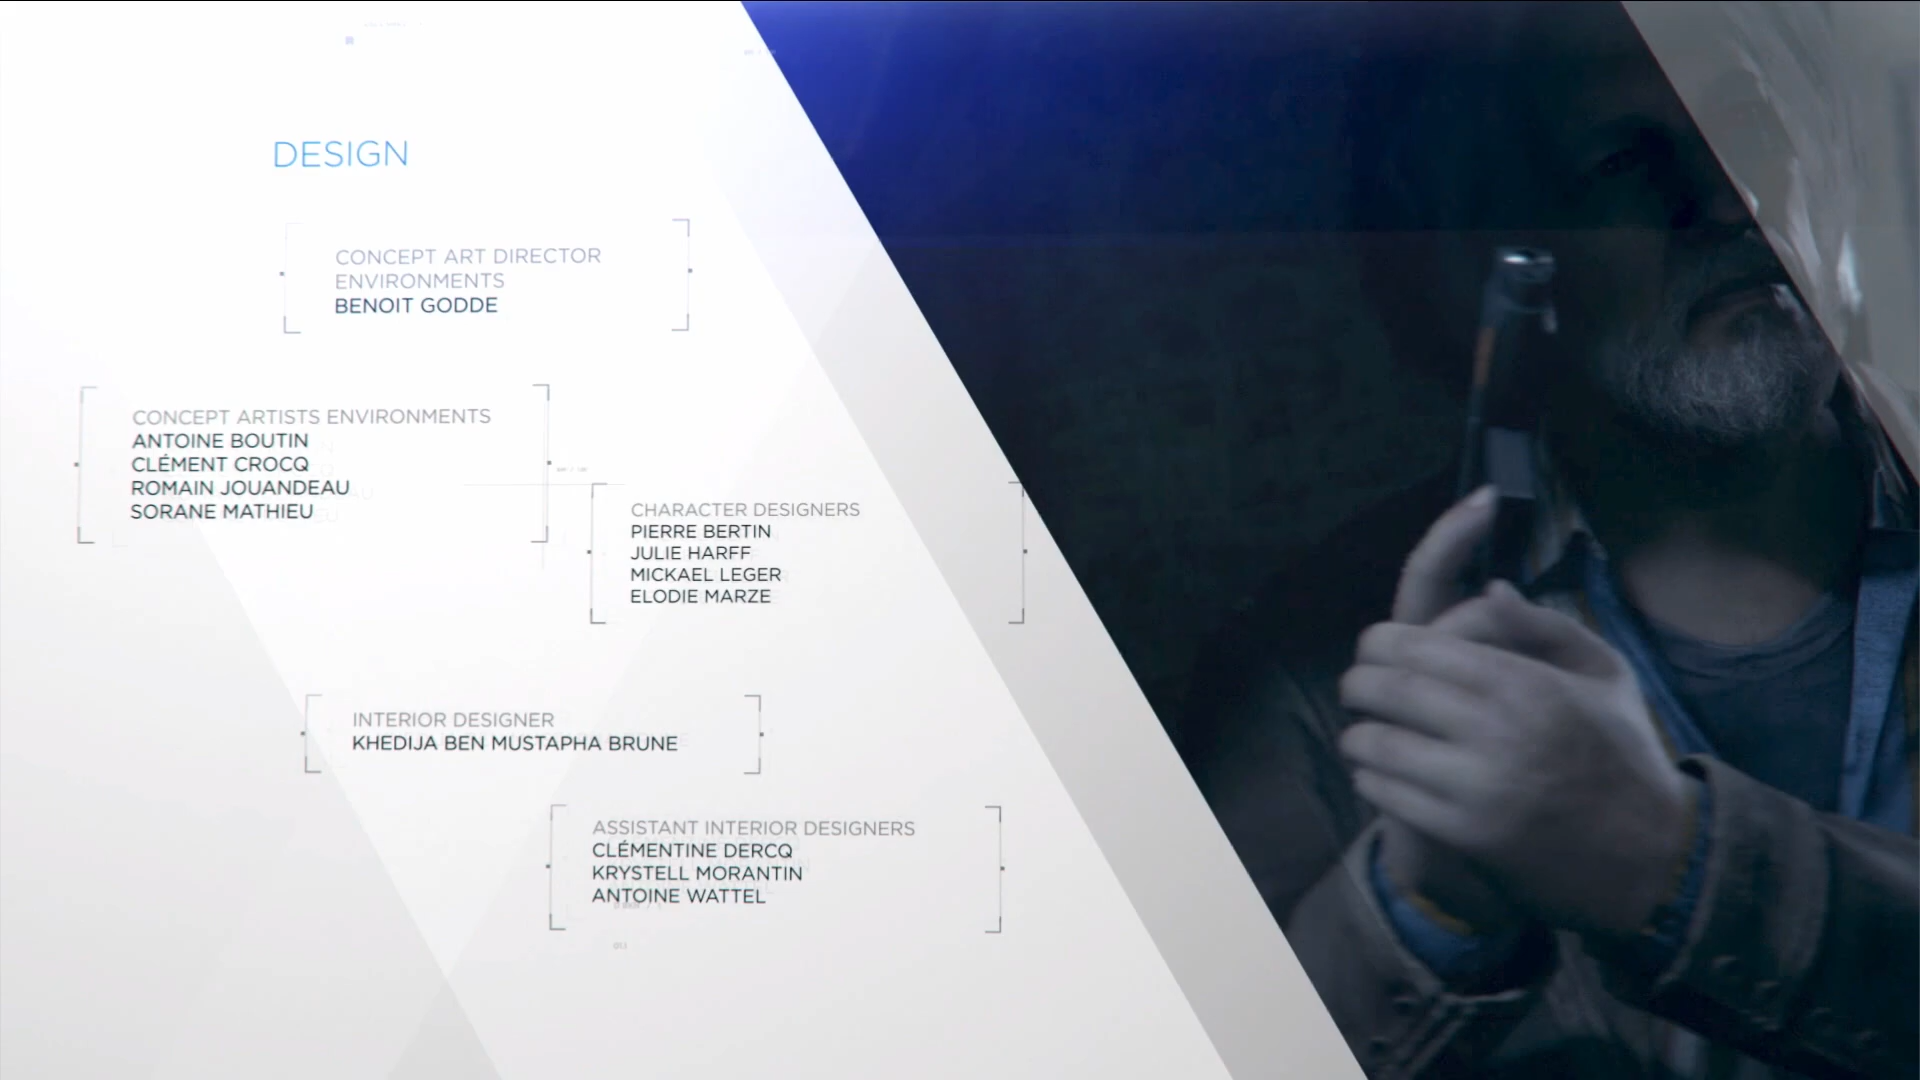 DESIGN
CONCEPT ART DIRECTOR
ENVIRONMENTS
BENOIT GODDE
CONCEPT ARTISTS ENVIRONMENTS
ANTOINE BOUTIN
CLÉMENT CROCQ
ROMAIN JOUANDEAU
SORANE MATHIEU
CHARACTER DESIGNERS
PIERRE BERTIN
JULIE HARFF
MICKAEL LEGER
ELODIE MARZE
INTERIOR DESIGNER
KHEDIJA BEN MUSTAPHA BRUNE
ASSISTANT INTERIOR DESIGNERS
CLÉMENTINE DERCQ
KRYSTELL MORANTIN
ANTOINE WATTEL